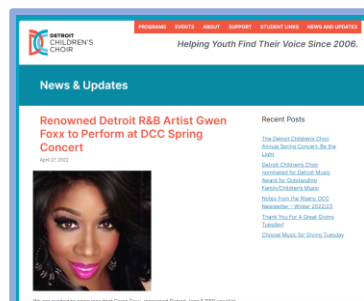 PROGRAMS EVENTS ABOUT SUPPORT STUDENT LINKS NEWS AND UPDATES
DETROIT
CHILDREN'S
CHOIR
Helping Youth Find Their Voice Since 2006.
News & Updates
Renowned Detroit R&B Artist Gwen
Foxx to Perform at DCC Spring
Concert
April 27, 2022
Recent Posts
The Detroit Children's Choir
Annual Spring Concert: Be the
Light
Detroit Children's Choir
nominated for Detroit Music
Award for Outstanding
Family/Children's Music
Notes from the Risers: DCC
Newsletter – Winter 2022/23
Thank You For A Great Giving
Tuesday!
Choose Music for Giving Tuesday